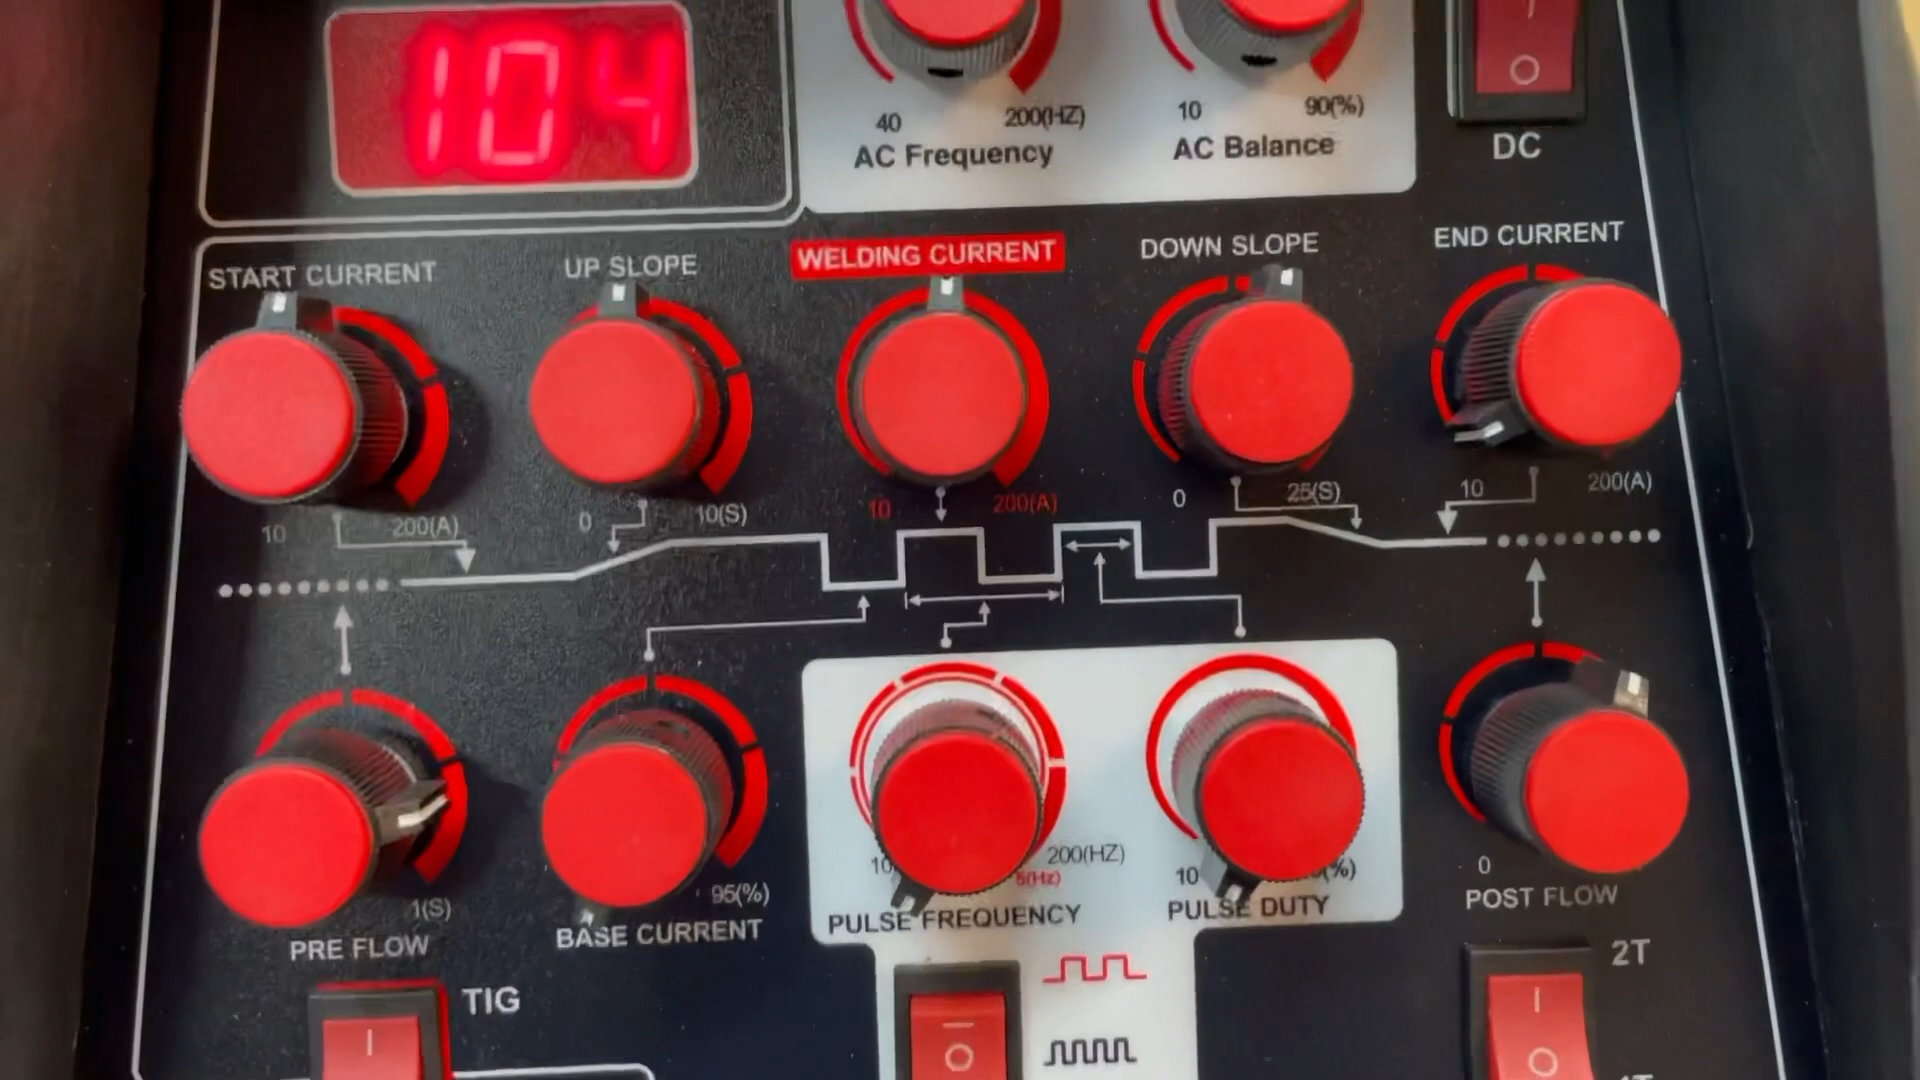 104
40 200(HZ)
AC Frequency
10 90(%)
AC Balance
DC
START CURRENT
UP SLOPE
WELDING CURRENT
DOWN SLOPE
END CURRENT
10 200(A)
0 10(S)
10 200(A)
0 25(S)
10 200(A)
1(S)
PRE FLOW
95(%)
BASE CURRENT
10 200(HZ)
5(Hz)
PULSE FREQUENCY
10 (%)
PULSE DUTY
0
POST FLOW
TIG
2T